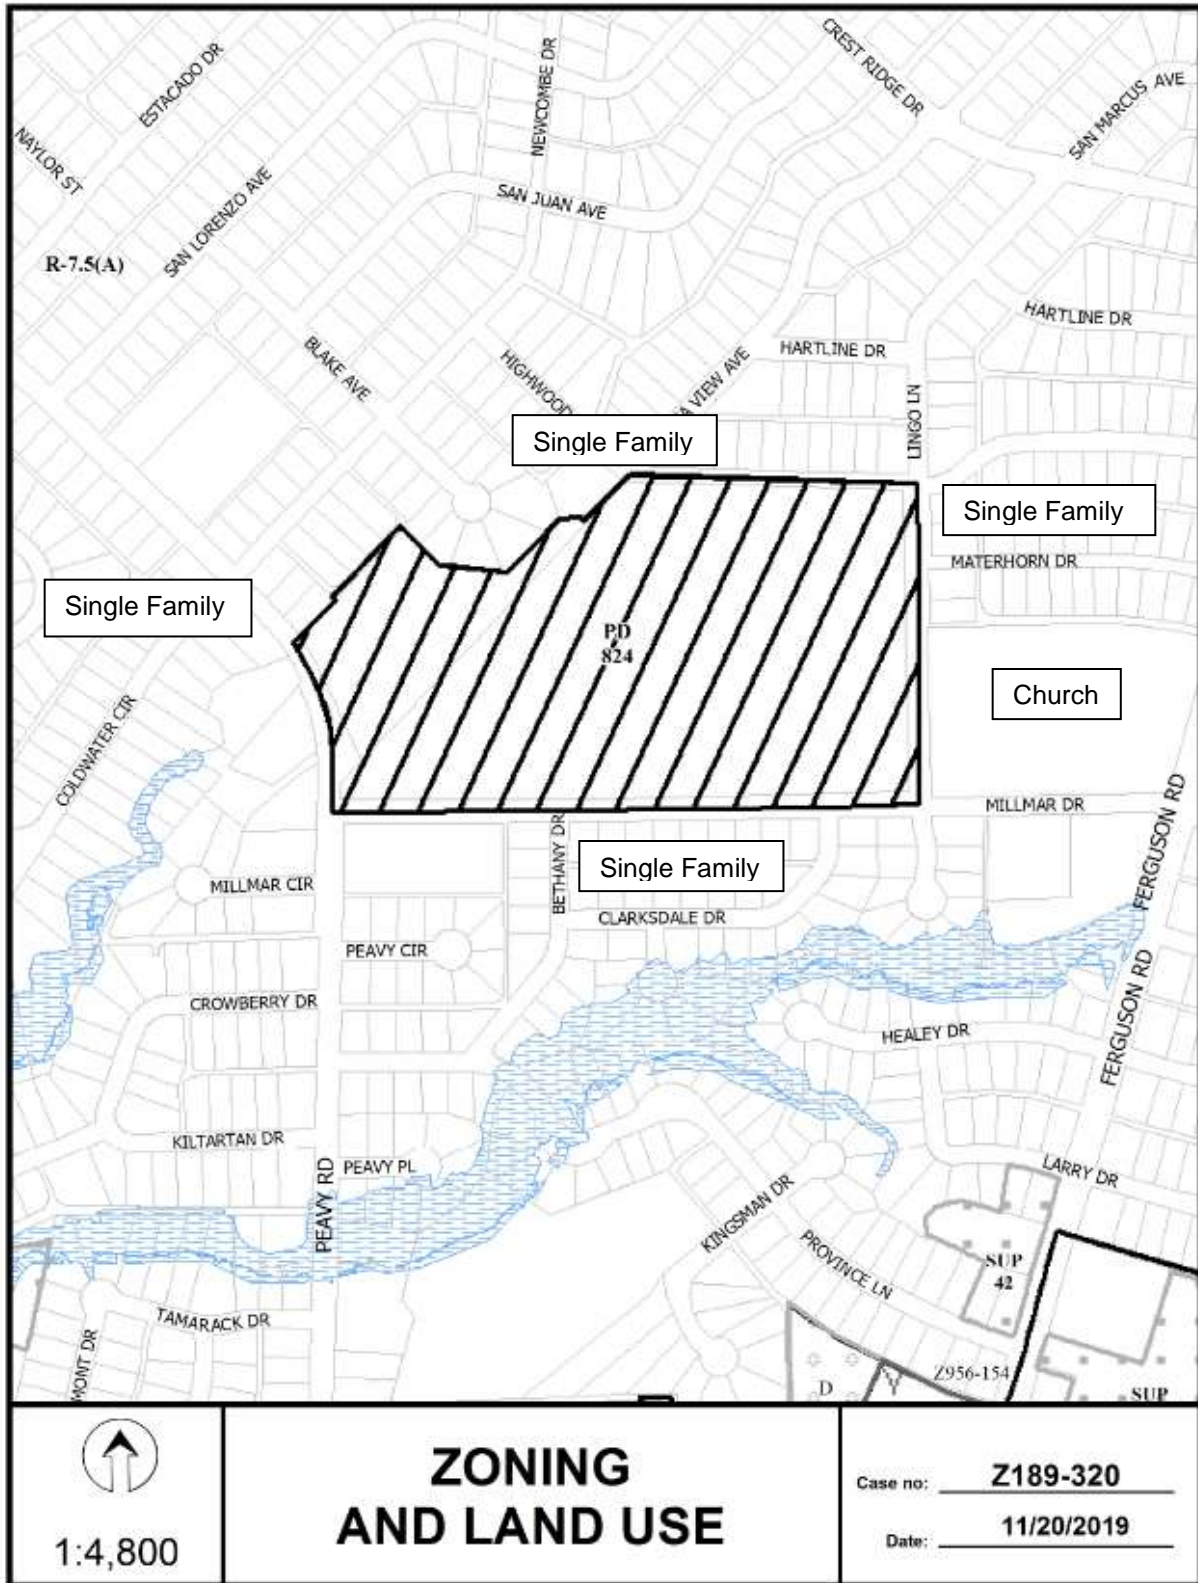 ESTACADO DR
NEWCOMBE DR
CREST RIDGE DR
SAN MARCUS AVE
NAYLOR ST
SAN LORENZO AVE
SAN JUAN AVE
R-7.5(A)
HARTLINE DR
HARTLINE DR
BLAKE AVE
HIGHWOOD
VIEW AVE
LINGO LN
Single Family
Single Family
MATERHORN DR
Single Family
PD
824
Church
COLDWATER CIR
FERGUSON RD
MILLMAR DR
BETHANY DR
Single Family
MILLMAR CIR
CLARKSDALE DR
PEAVY CIR
CROWBERRY DR
FERGUSON RD
HEALEY DR
KILTARTAN DR
PEAVY PL
PEAVY RD
LARRY DR
KINGSMAN DR
PROVINCE LN
SUP
42
TAMARACK DR
MONT DR
Z956-154
D
SUP
1:4,800
ZONING
AND LAND USE
Case no: Z189-320
Date: 11/20/2019